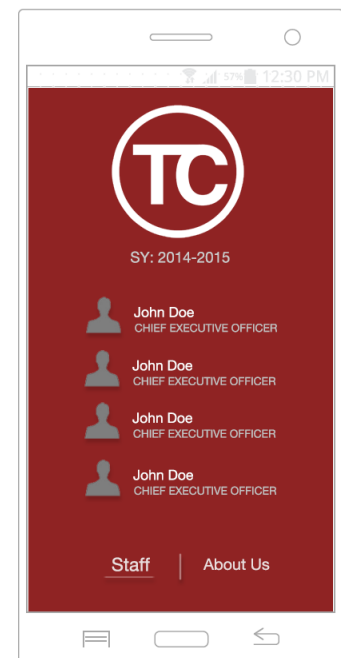 57% 12:30 PM
TC
SY: 2014-2015
John Doe
CHIEF EXECUTIVE OFFICER
John Doe
CHIEF EXECUTIVE OFFICER
John Doe
CHIEF EXECUTIVE OFFICER
John Doe
CHIEF EXECUTIVE OFFICER
Staff | About Us